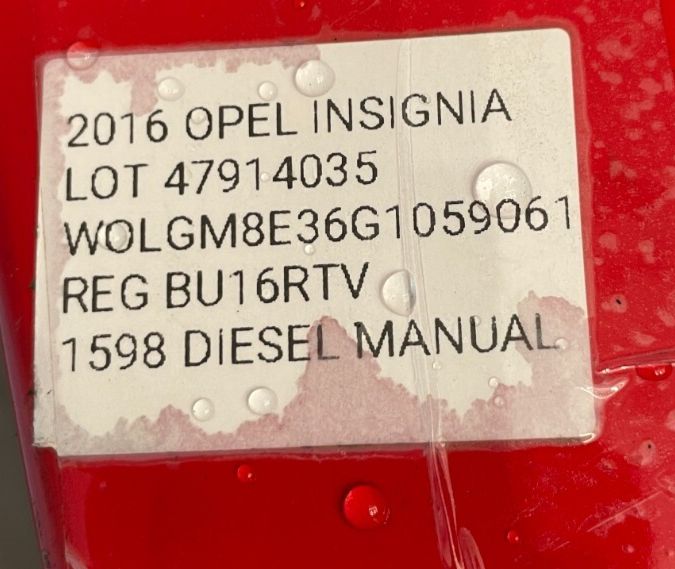 2016 OPEL INSIGNIA
LOT 47914035
WOLGM8E36G1059061
REG BU16RTV
1598 DIESEL MANUAL